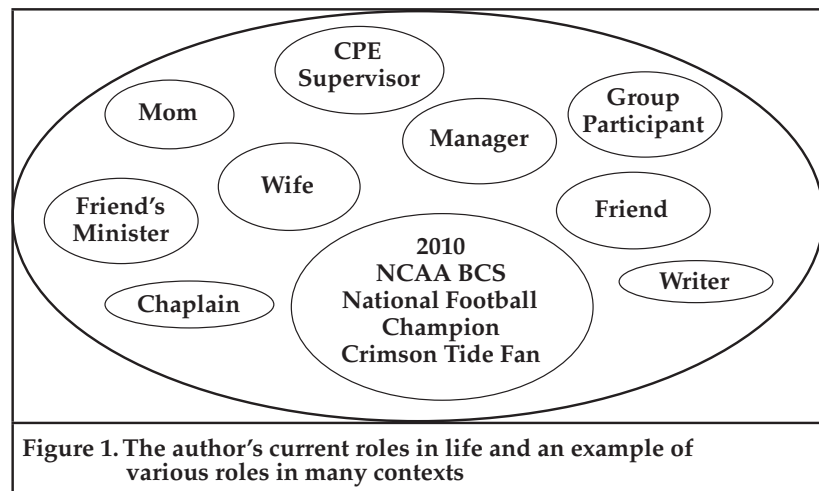 CPE
Supervisor
Mom
Group
Participant
Manager
Wife
Friend's
Minister
Friend
2010
NCAA BCS
National Football
Champion
Crimson Tide Fan
Writer
Chaplain
Figure 1. The author's current roles in life and an example of
various roles in many contexts